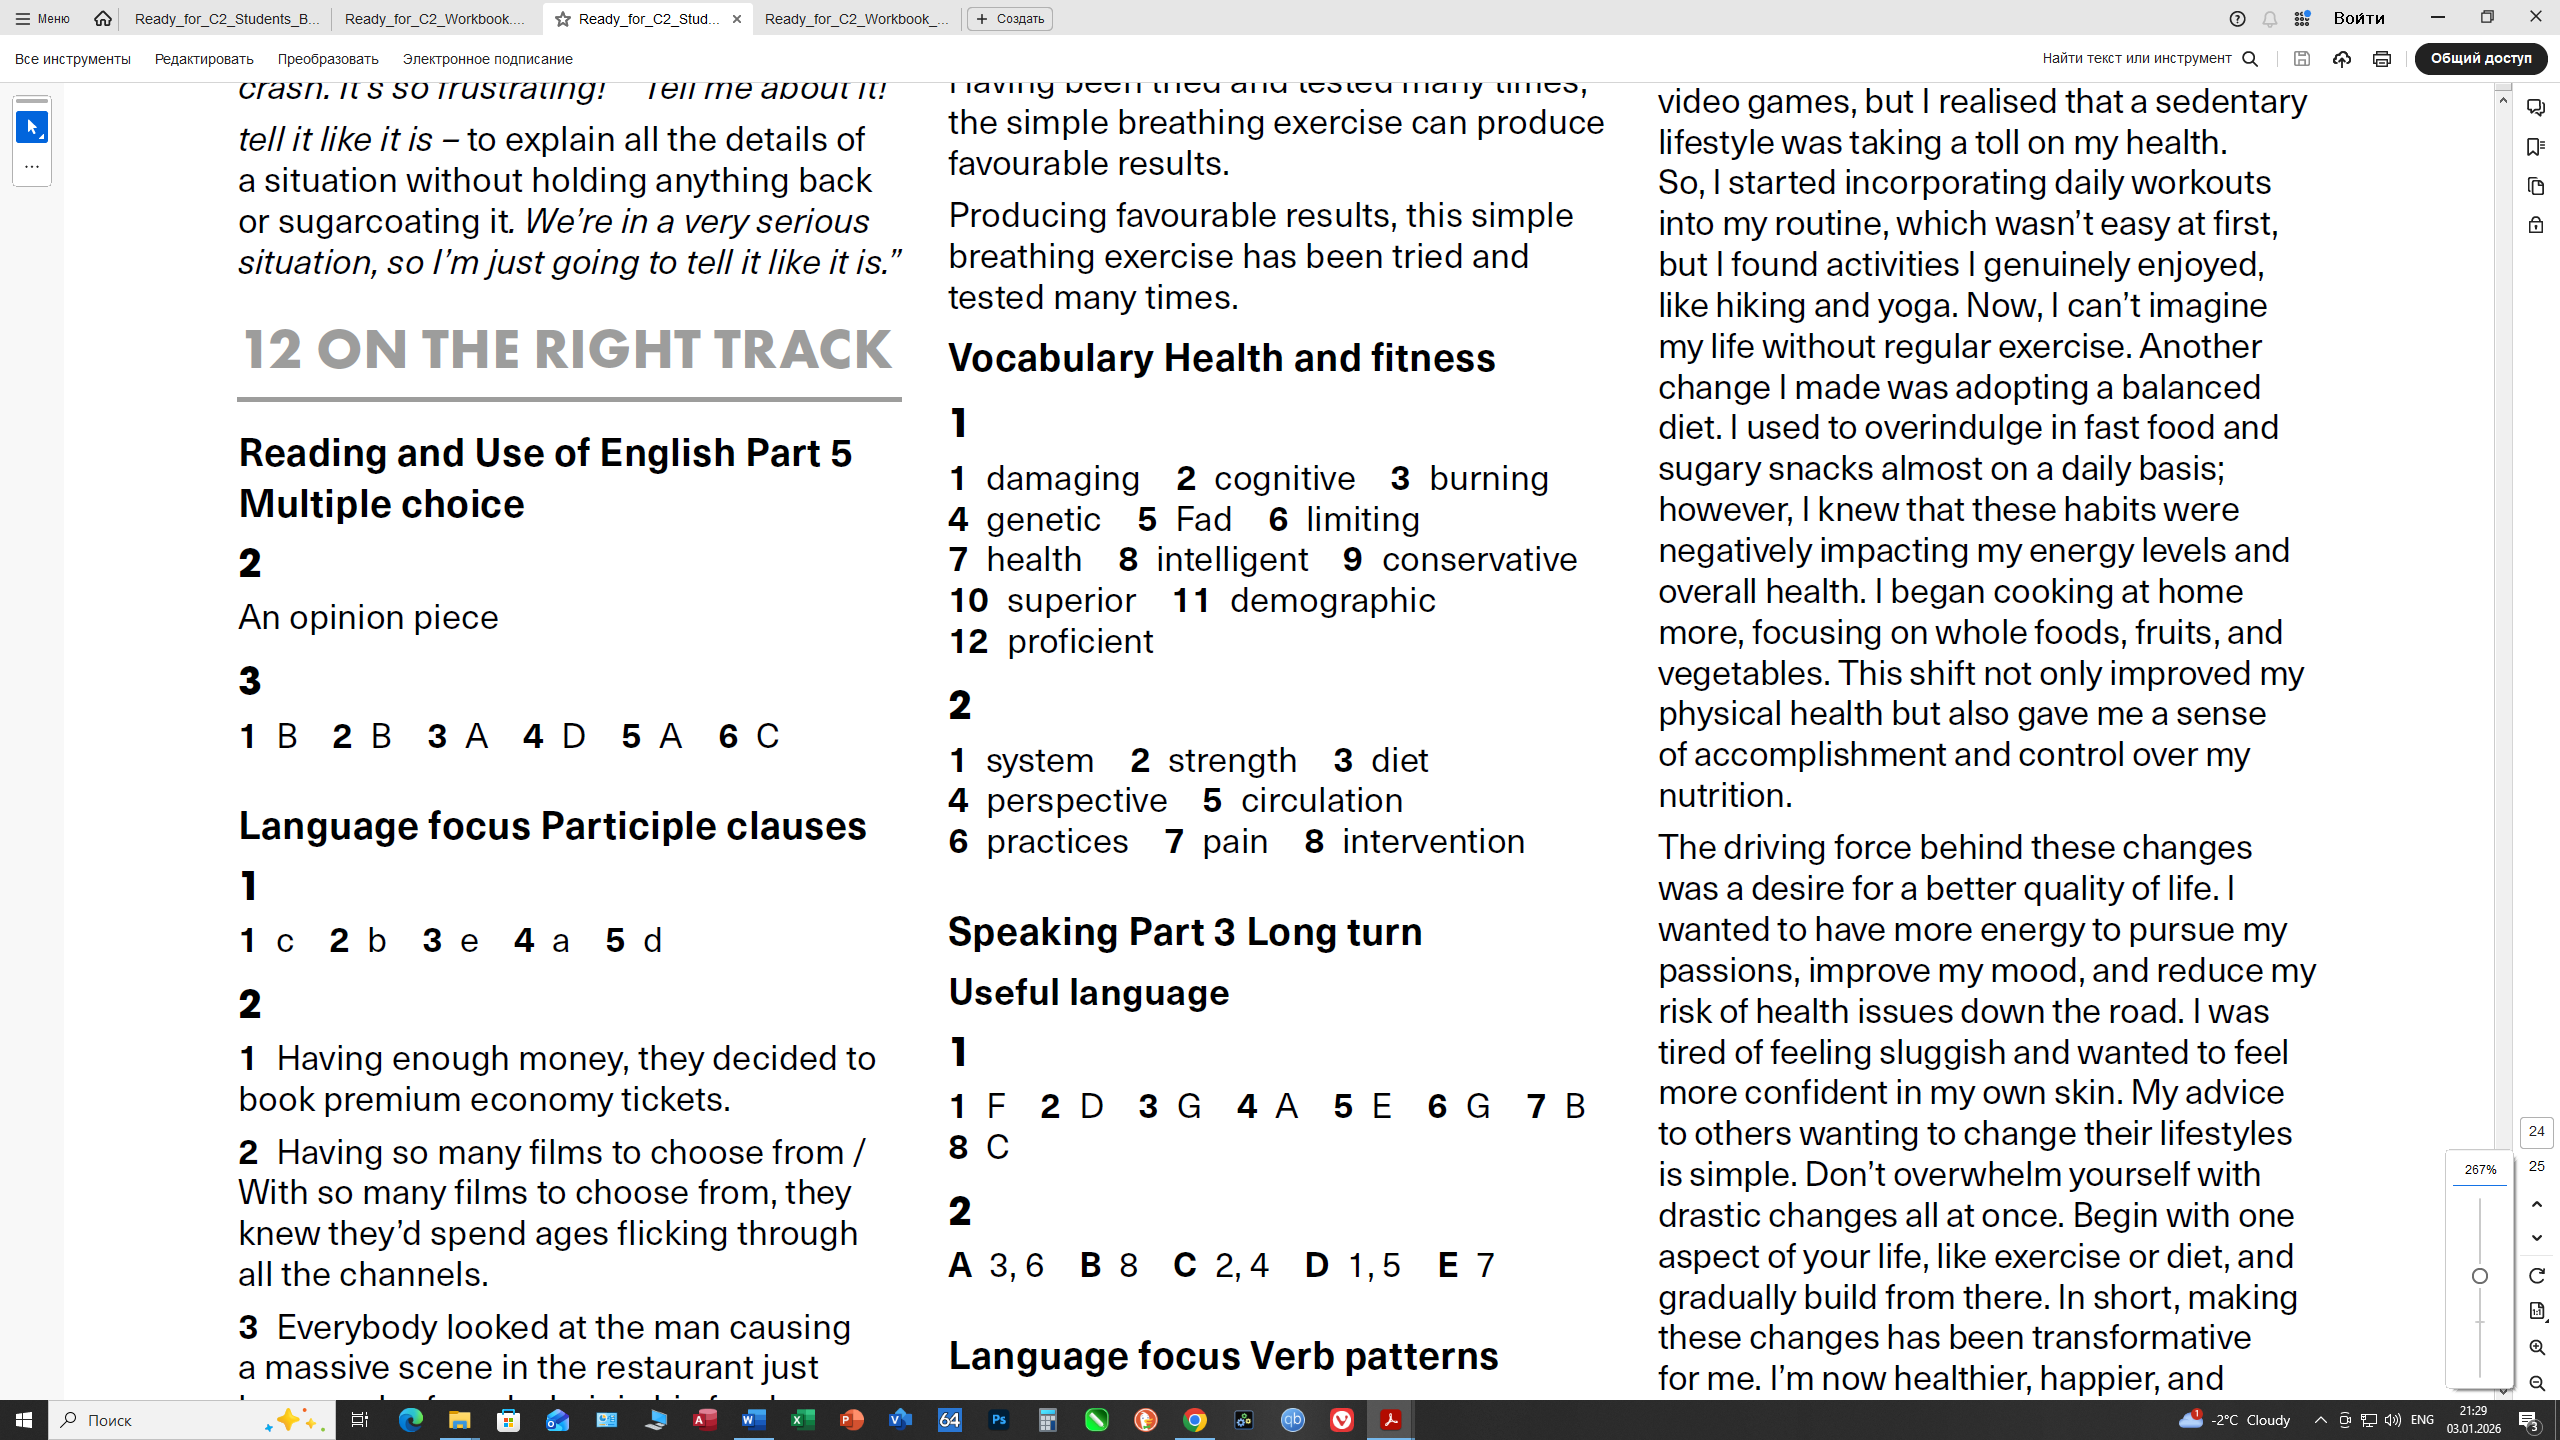 Меню
Ready_for_C2_Students_B...
Ready_for_C2_Workbook....
Ready_for_C2_Stud...
Ready_for_C2_Workbook_...
Создать
Войти
Все инструменты Редактировать Преобразовать Электронное подписание
Найти текст или инструмент
Общий доступ
crash. It's so frustrating!" "Tell me about it!"
tell it like it is – to explain all the details of
a situation without holding anything back
or sugarcoating it. We're in a very serious
situation, so I'm just going to tell it like it is."
12 ON THE RIGHT TRACK
Reading and Use of English Part 5
Multiple choice
2
An opinion piece
3
1 B 2 B 3 A 4 D 5 A 6 C
Language focus Participle clauses
1
1 c 2 b 3 e 4 a 5 d
2
1 Having enough money, they decided to
book premium economy tickets.
2 Having so many films to choose from /
With so many films to choose from, they
knew they'd spend ages flicking through
all the channels.
3 Everybody looked at the man causing
a massive scene in the restaurant just
Having been tried and tested many times,
the simple breathing exercise can produce
favourable results.
Producing favourable results, this simple
breathing exercise has been tried and
tested many times.
Vocabulary Health and fitness
1
1 damaging 2 cognitive 3 burning
4 genetic 5 Fad 6 limiting
7 health 8 intelligent 9 conservative
10 superior 11 demographic
12 proficient
2
1 system 2 strength 3 diet
4 perspective 5 circulation
6 practices 7 pain 8 intervention
Speaking Part 3 Long turn
Useful language
1
1 F 2 D 3 G 4 A 5 E 6 G 7 B
8 C
2
A 3, 6 B 8 C 2, 4 D 1, 5 E 7
Language focus Verb patterns
video games, but I realised that a sedentary
lifestyle was taking a toll on my health.
So, I started incorporating daily workouts
into my routine, which wasn't easy at first,
but I found activities I genuinely enjoyed,
like hiking and yoga. Now, I can't imagine
my life without regular exercise. Another
change I made was adopting a balanced
diet. I used to overindulge in fast food and
sugary snacks almost on a daily basis;
however, I knew that these habits were
negatively impacting my energy levels and
overall health. I began cooking at home
more, focusing on whole foods, fruits, and
vegetables. This shift not only improved my
physical health but also gave me a sense
of accomplishment and control over my
nutrition.
The driving force behind these changes
was a desire for a better quality of life. I
wanted to have more energy to pursue my
passions, improve my mood, and reduce my
risk of health issues down the road. I was
tired of feeling sluggish and wanted to feel
more confident in my own skin. My advice
to others wanting to change their lifestyles
is simple. Don't overwhelm yourself with
drastic changes all at once. Begin with one
aspect of your life, like exercise or diet, and
gradually build from there. In short, making
these changes has been transformative
for me. I'm now healthier, happier, and
24
25
267%
Поиск
64
qb
1
-2°C Cloudy
ENG
21:29
03.01.2026
3